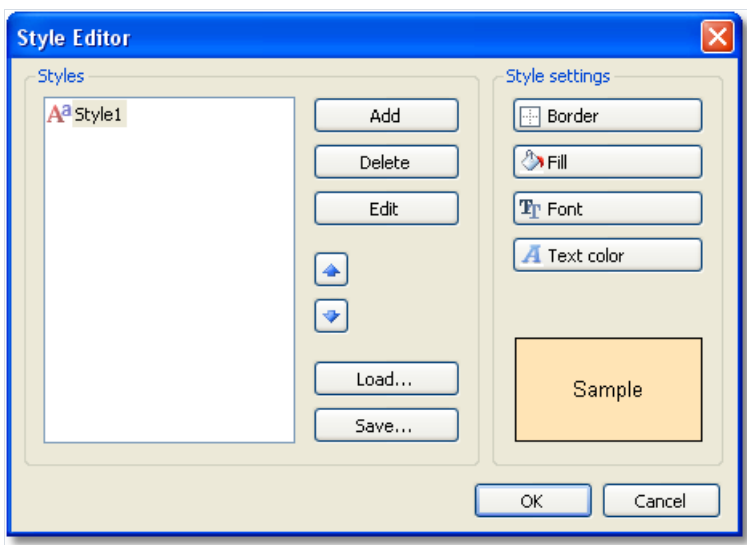 Style Editor
Styles
Style1
Add
Delete
Edit
Load...
Save...
Style settings
Border
Fill
Font
Text color
Sample
OK
Cancel